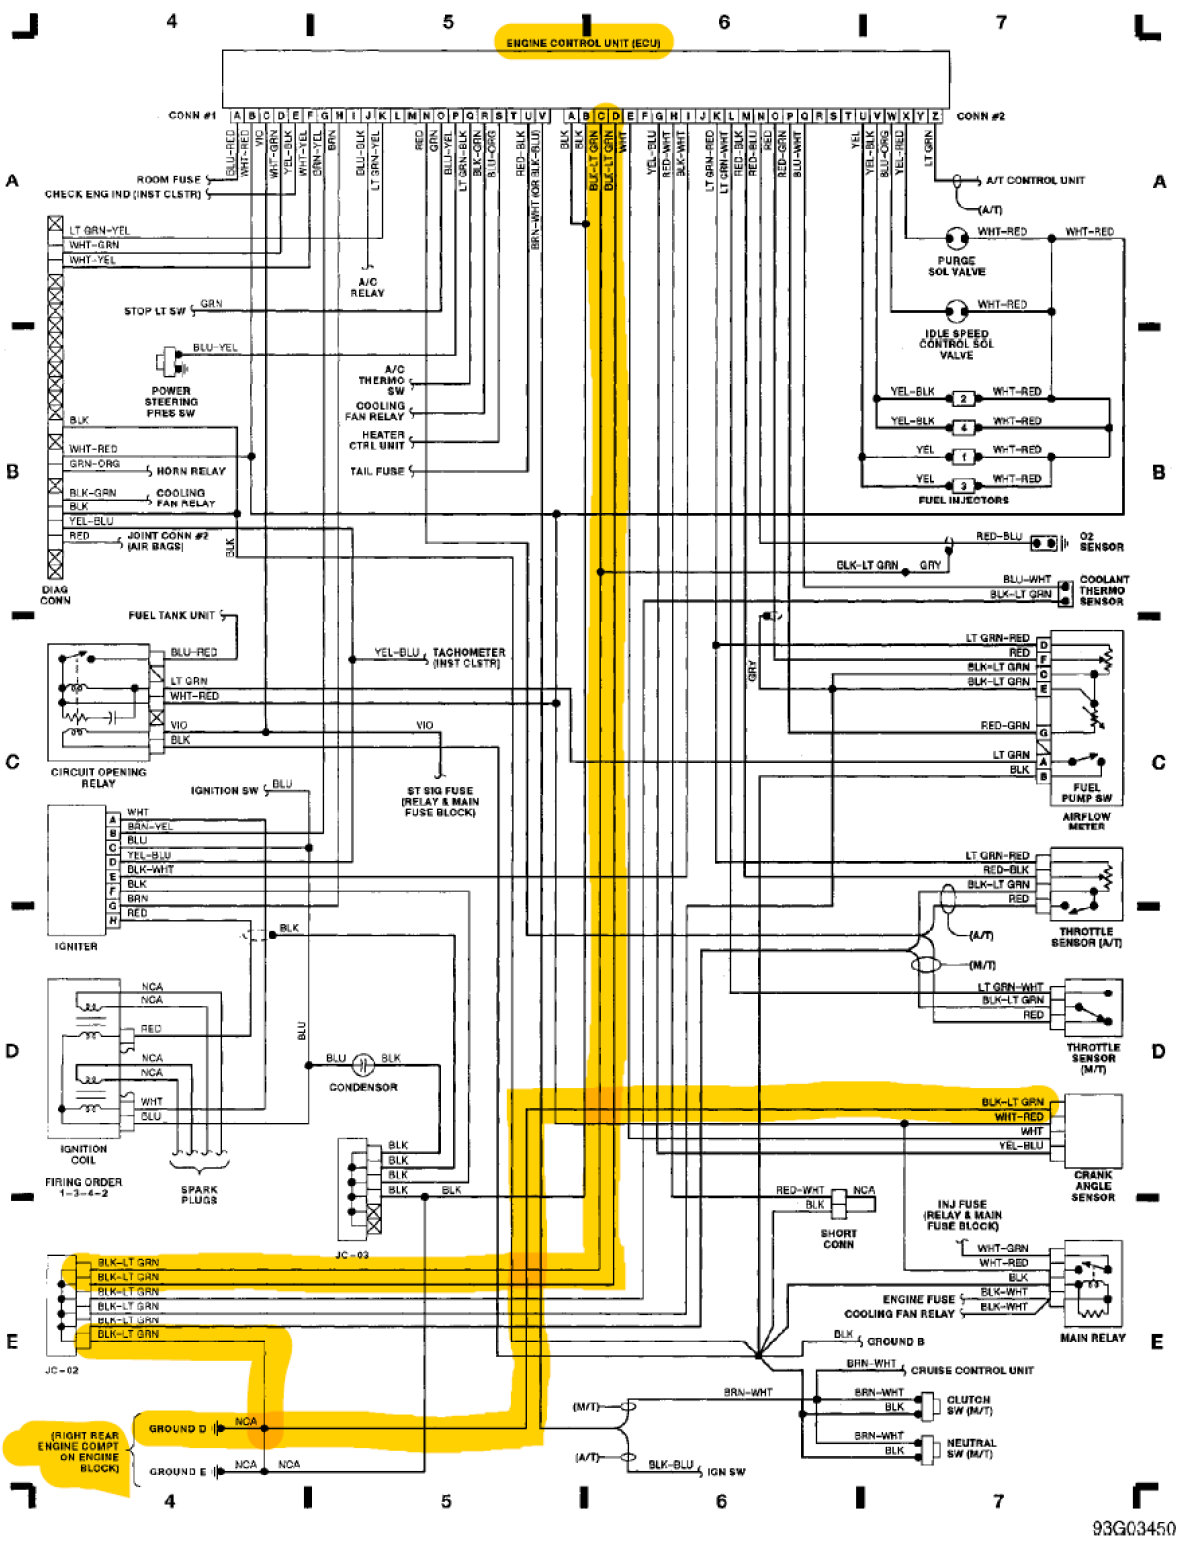 4 5 6 7
ENGINE CONTROL UNIT (ECU)
CONN #1 A B C D E F G H I J K L M N O P Q R S T U V A B C D E F G H I J K L M N O P Q R S T U V W X Y Z CONN #2
BLU-RED
WHT-RED
VIO
WHT-GRN
YEL-BLK
WHT-YEL
BRN-YEL
BRN
BLU-BLK
LT GRN-YEL
RED
GRN
BLU-YEL
LT GRN-BLK
BLK-GRN
BLU-ORG
RED-BLK
BRN-WHT (OR BLK-BLU)
BLK
BLK
BLK-LT GRN
BLK-LT GRN
WHT
YEL-BLU
RED-WHT
BLK-WHT
LT GRN-RED
LT GRN-WHT
RED-BLK
RED-BLU
RED
RED-GRN
BLU-WHT
YEL
YEL-BLK
BLU-ORG
YEL-RED
LT GRN
A
ROOM FUSE
CHECK ENG IND (INST CLSTR)
LT GRN-YEL
WHT-GRN
WHT-YEL
A/C
RELAY
STOP LT SW GRN
BLU-YEL
POWER
STEERING
PRES SW
A/C
THERMO
SW
COOLING
FAN RELAY
HEATER
CTRL UNIT
TAIL FUSE
A/T CONTROL UNIT
(A/T)
A
WHT-RED WHT-RED
PURGE
SOL VALVE
WHT-RED
IDLE SPEED
CONTROL SOL
VALVE
YEL-BLK 2 WHT-RED
YEL-BLK 4 WHT-RED
YEL 1 WHT-RED
YEL 3 WHT-RED
FUEL INJECTORS
B
B
BLK
WHT-RED
GRN-ORG HORN RELAY
BLK-GRN COOLING
FAN RELAY
BLK
YEL-BLU
RED JOINT CONN #2
(AIR BAGS)
BLK
DIAG
CONN
RED-BLU O2
SENSOR
BLK-LT GRN GRY
BLU-WHT COOLANT
THERMO
SENSOR
BLK-LT GRN
FUEL TANK UNIT
BLU-RED
YEL-BLU TACHOMETER
(INST CLSTR)
LT GRN
WHT-RED
VIO VIO
BLK
C
CIRCUIT OPENING
RELAY
ST SIG FUSE
(RELAY & MAIN
FUSE BLOCK)
GRY
LT GRN-RED D
RED F
BLK-LT GRN C
BLK-LT GRN E
RED-GRN G
LT GRN A
BLK B
FUEL
PUMP SW
AIRFLOW
METER
C
IGNITION SW BLU
A WHT
B BRN-YEL
C BLU
D YEL-BLU
E BLK-WHT
F BLK
G BRN
H RED
IGNITER
BLK
LT GRN-RED
RED-BLK
BLK-LT GRN
RED
THROTTLE
SENSOR (A/T)
(A/T)
(M/T)
LT GRN-WHT
BLK-LT GRN
RED
THROTTLE
SENSOR
(M/T)
D
D
NCA
NCA
RED
NCA
NCA
WHT
BLU
BLU
BLU BLK
CONDENSOR
IGNITION
COIL
FIRING ORDER
1-3-4-2
SPARK
PLUGS
BLK
BLK
BLK
BLK BLK
JC-03
BLK-LT GRN
WHT-RED
WHT
YEL-BLU
CRANK
ANGLE
SENSOR
RED-WHT NCA
BLK
SHORT
CONN
INJ FUSE
(RELAY & MAIN
FUSE BLOCK)
WHT-GRN
WHT-RED
BLK
ENGINE FUSE BLK-WHT
COOLING FAN RELAY BLK-WHT
MAIN RELAY
BLK-LT GRN
BLK-LT GRN
BLK-LT GRN
BLK-LT GRN
BLK-LT GRN
BLK-LT GRN
E
E
JC-02
BLK GROUND B
BRN-WHT CRUISE CONTROL UNIT
(M/T) BRN-WHT BRN-WHT
BLK
CLUTCH
SW (M/T)
BRN-WHT
BLK
NEUTRAL
SW (M/T)
(A/T) BLK-BLU IGN SW
(RIGHT REAR
ENGINE COMPT
ON ENGINE
BLOCK)
GROUND D NCA
GROUND E NCA NCA
4 5 6 7
93G03450